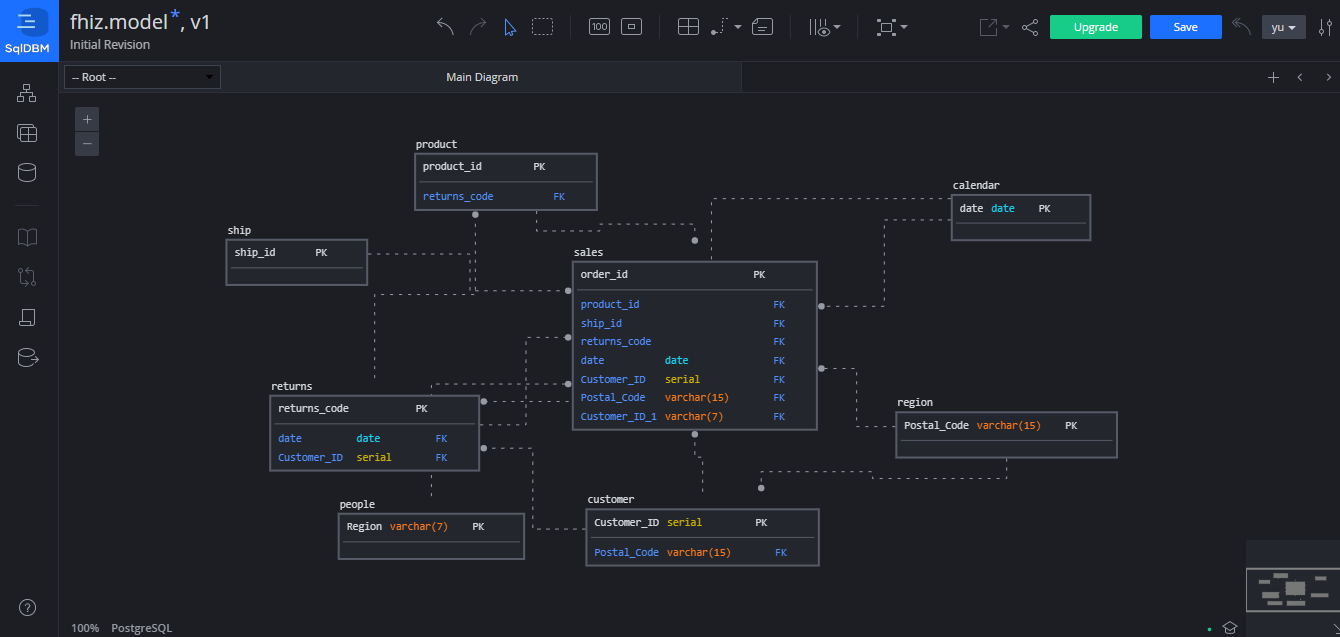 fhiz.model*, v1
Initial Revision
SqlDBM
100
Upgrade
Save
yu
-- Root --
Main Diagram
product
product_id PK
returns_code FK
calendar
date date PK
ship
ship_id PK
sales
order_id PK
product_id FK
ship_id FK
returns_code FK
date date FK
Customer_ID serial FK
Postal_Code varchar(15) FK
Customer_ID_1 varchar(7) FK
returns
returns_code PK
date date FK
Customer_ID serial FK
region
Postal_Code varchar(15) PK
people
Region varchar(7) PK
customer
Customer_ID serial PK
Postal_Code varchar(15) FK
100% PostgreSQL